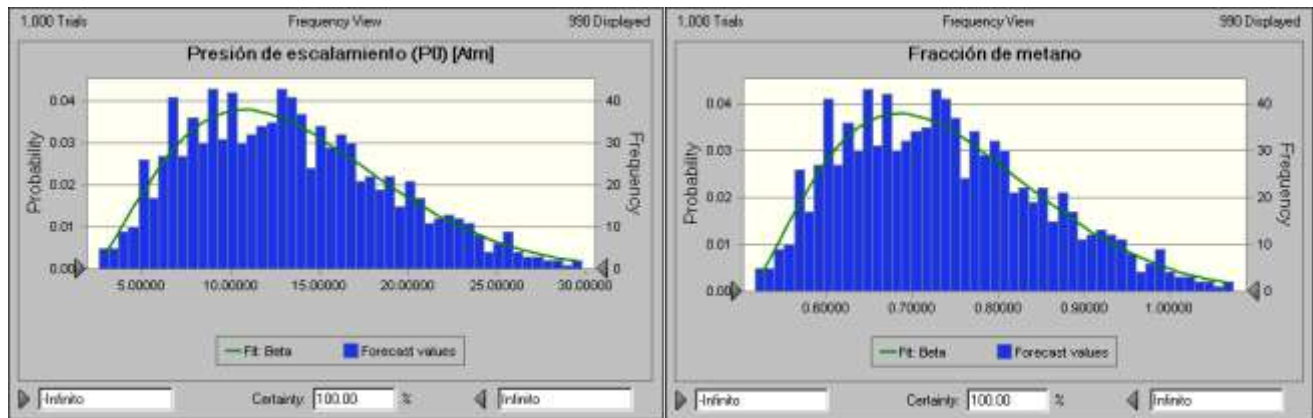 1,000 Trials Frequency View 990 Displayed
Presión de escalamiento (P0) [Atm]
Probability
0.04
0.03
0.02
0.01
0.00
40
30
20
10
0
Frequency
5.00000 10.00000 15.00000 20.00000 25.00000 30.00000
Fit: Beta Forecast values
-Infinito Certainty: 100.00 % Infinito
1,000 Trials Frequency View 990 Displayed
Fracción de metano
Probability
0.04
0.03
0.02
0.01
0.00
40
30
20
10
0
Frequency
0.60000 0.70000 0.80000 0.90000 1.00000
Fit: Beta Forecast values
-Infinito Certainty: 100.00 % Infinito